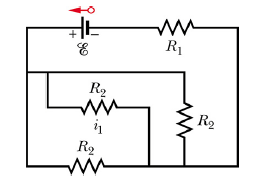 + −
ℰ
R₁
R₂
i₁
R₂
R₂